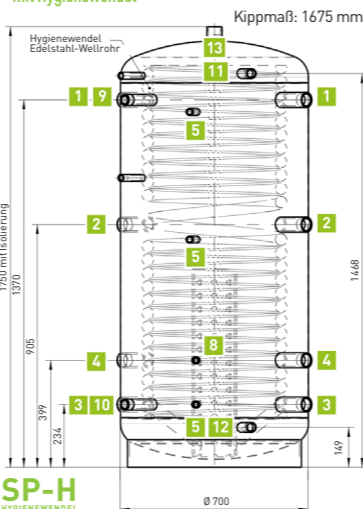 mit Hygienewendel
Kippmaß: 1675 mm
Hygienewendel
Edelstahl-Wellrohr
13
11
1 9
1
5
2
2
5
8
4
4
3 10
3
5 12
1750 mit Isolierung
1370
905
399
234
1468
149
SP-H
HYGIENEWENDEL
Ø 700